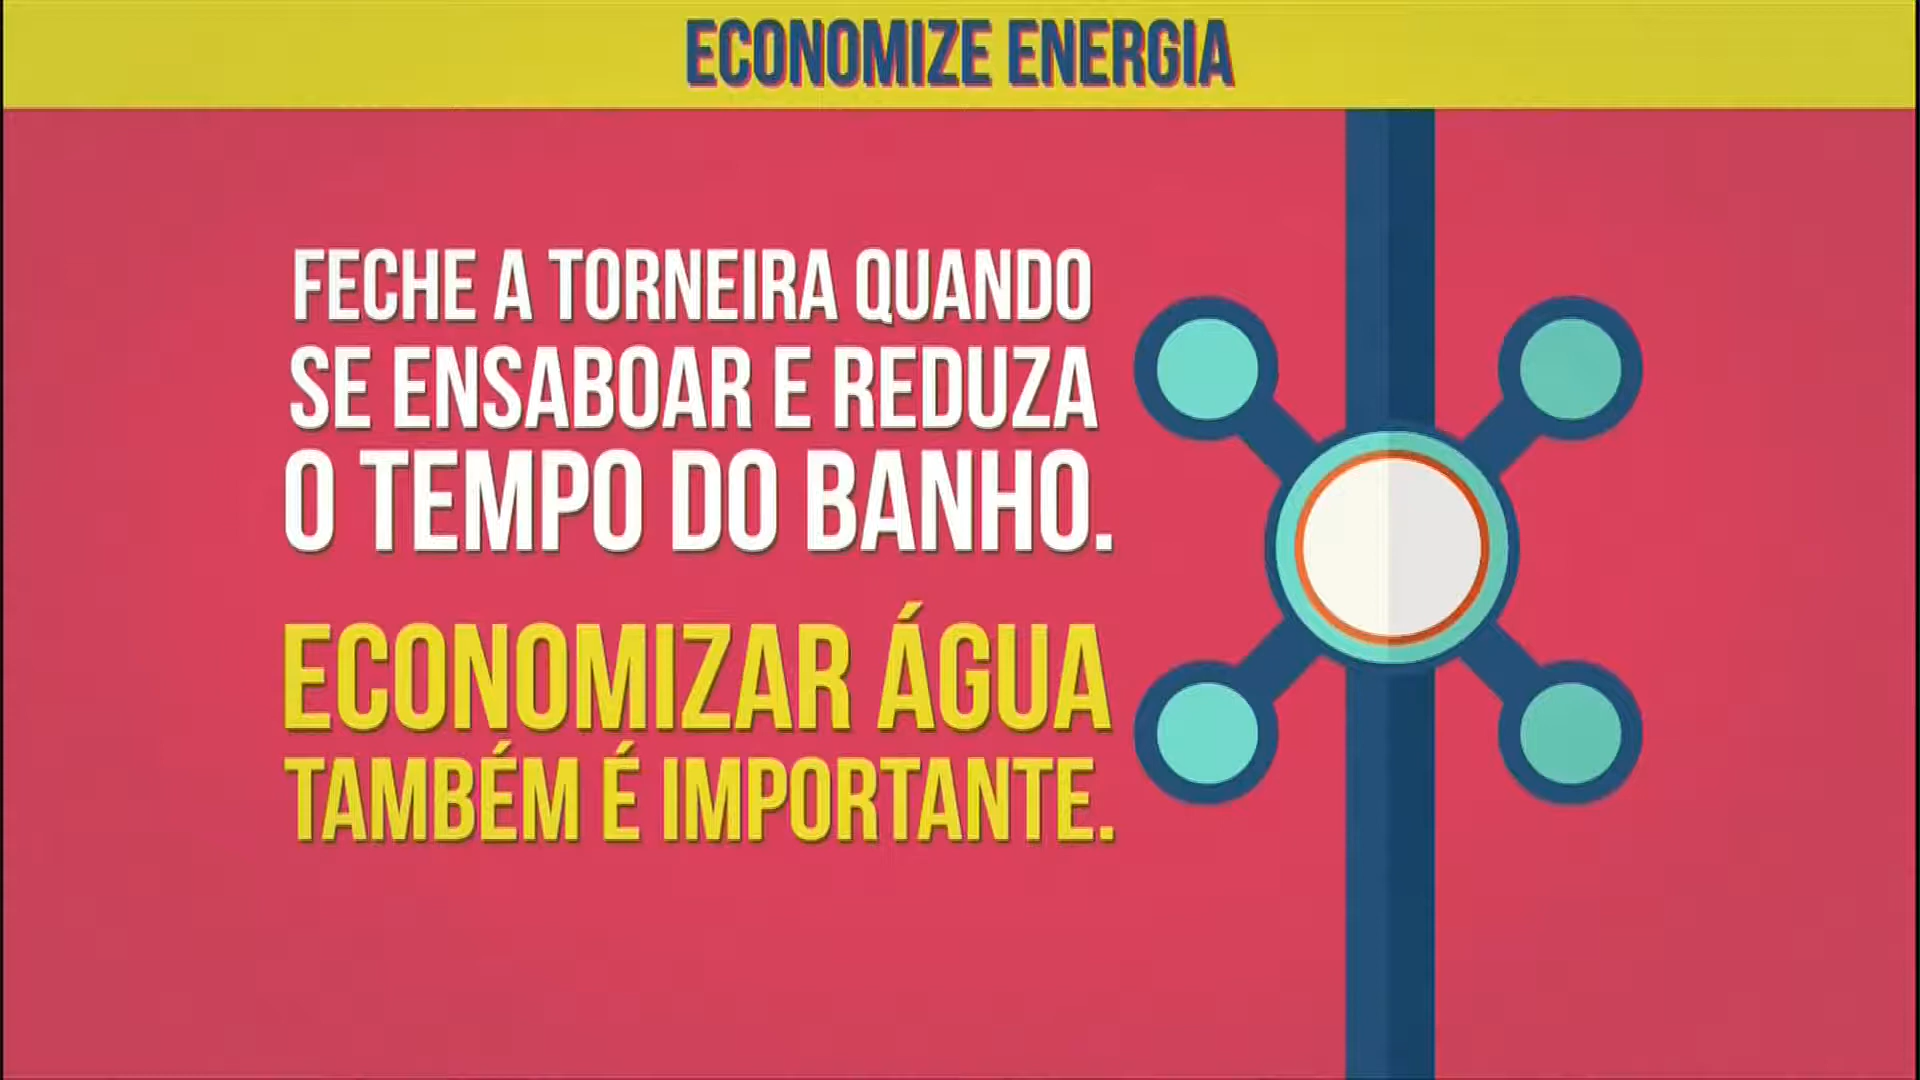 ECONOMIZE ENERGIA
FECHE A TORNEIRA QUANDO
SE ENSABOAR E REDUZA
O TEMPO DO BANHO.
ECONOMIZAR ÁGUA
TAMBÉM É IMPORTANTE.